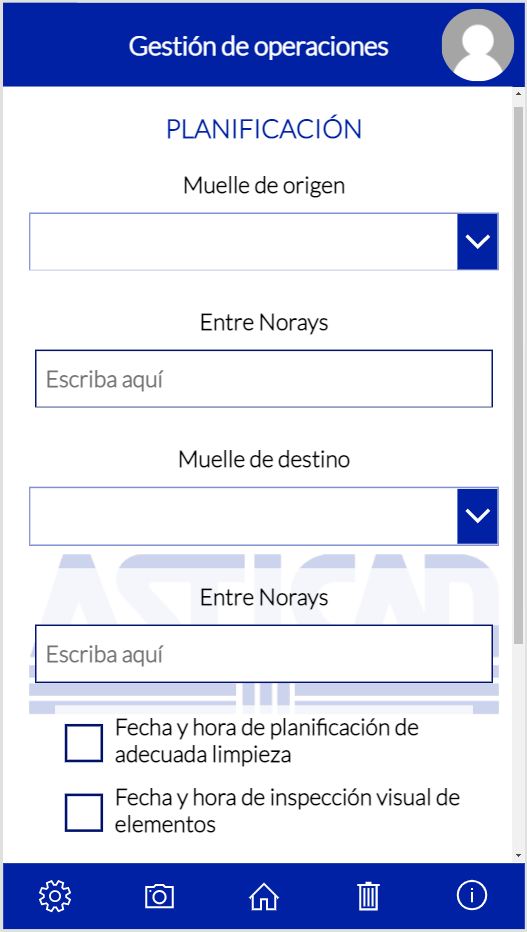 Gestión de operaciones
PLANIFICACIÓN
Muelle de origen
Entre Norays
Escriba aquí
Muelle de destino
ASTICAN
Entre Norays
Escriba aquí
Fecha y hora de planificación de
adecuada limpieza
Fecha y hora de inspección visual de
elementos